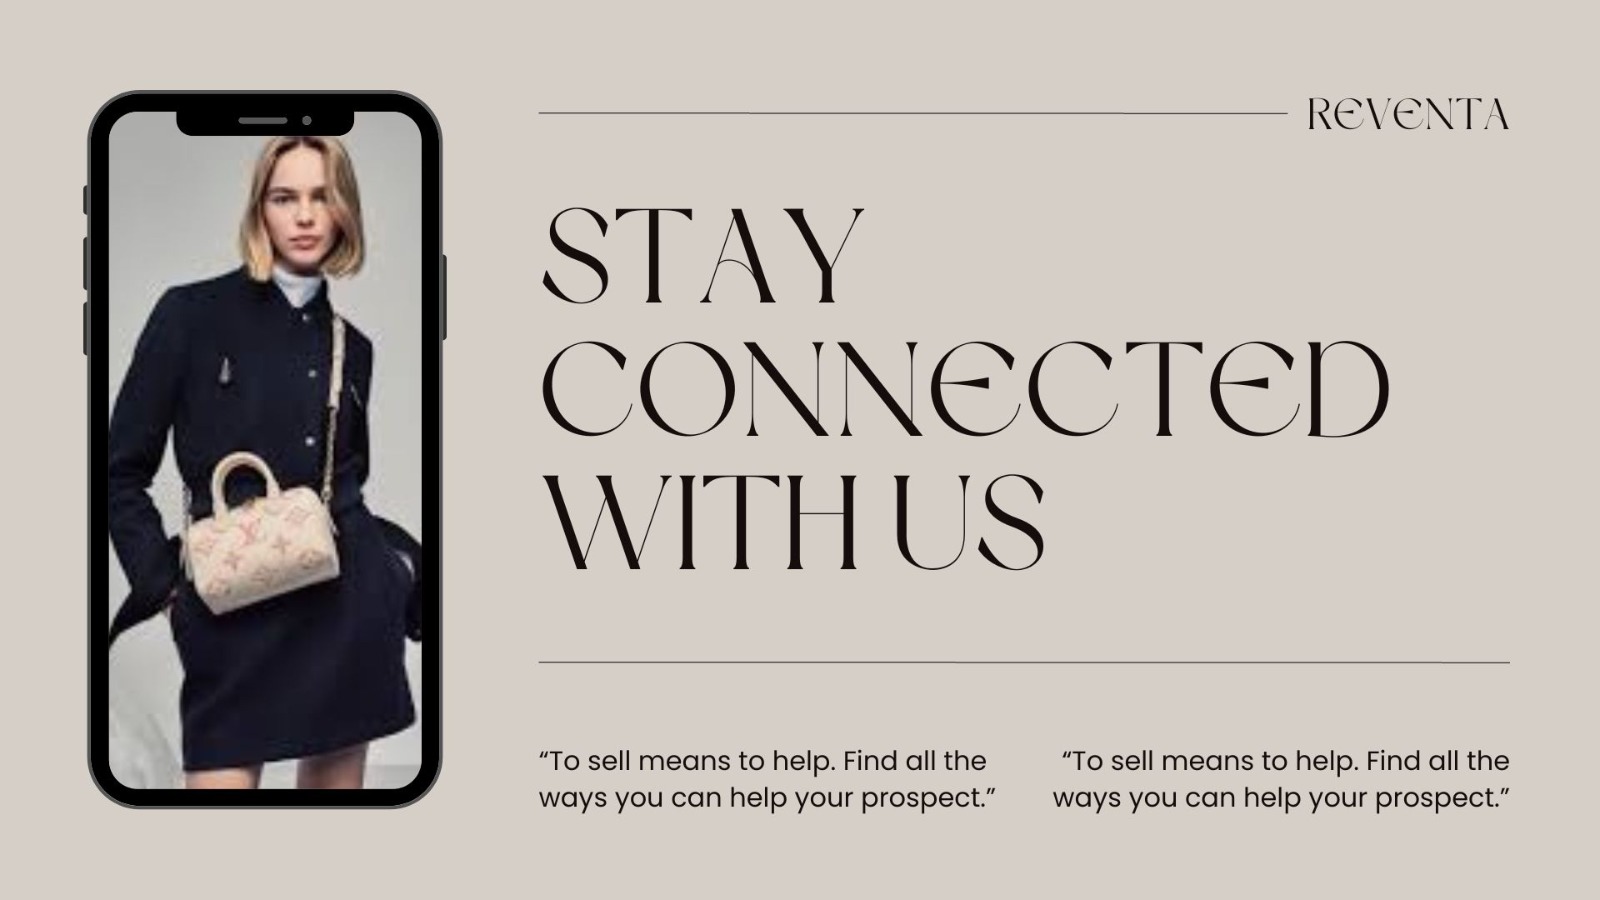 REVENTA
STAY
CONNECTED
WITH US
“To sell means to help. Find all the
ways you can help your prospect.”
“To sell means to help. Find all the
ways you can help your prospect.”